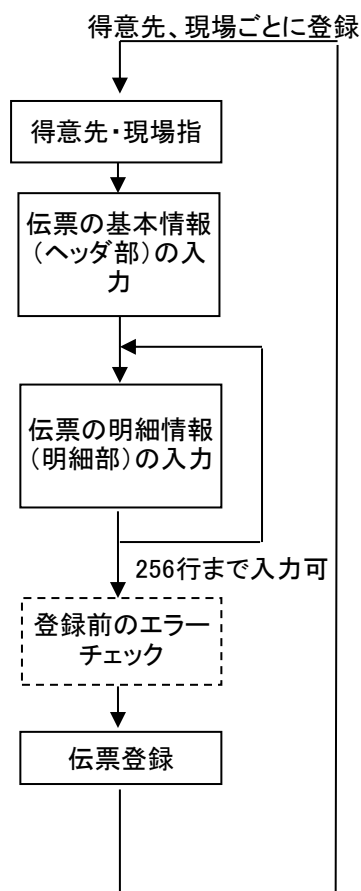 得意先、現場ごとに登録
得意先・現場指
伝票の基本情報
（ヘッダ部）の入
力
伝票の明細情報
（明細部）の入力
256行まで入力可
登録前のエラー
チェック
伝票登録